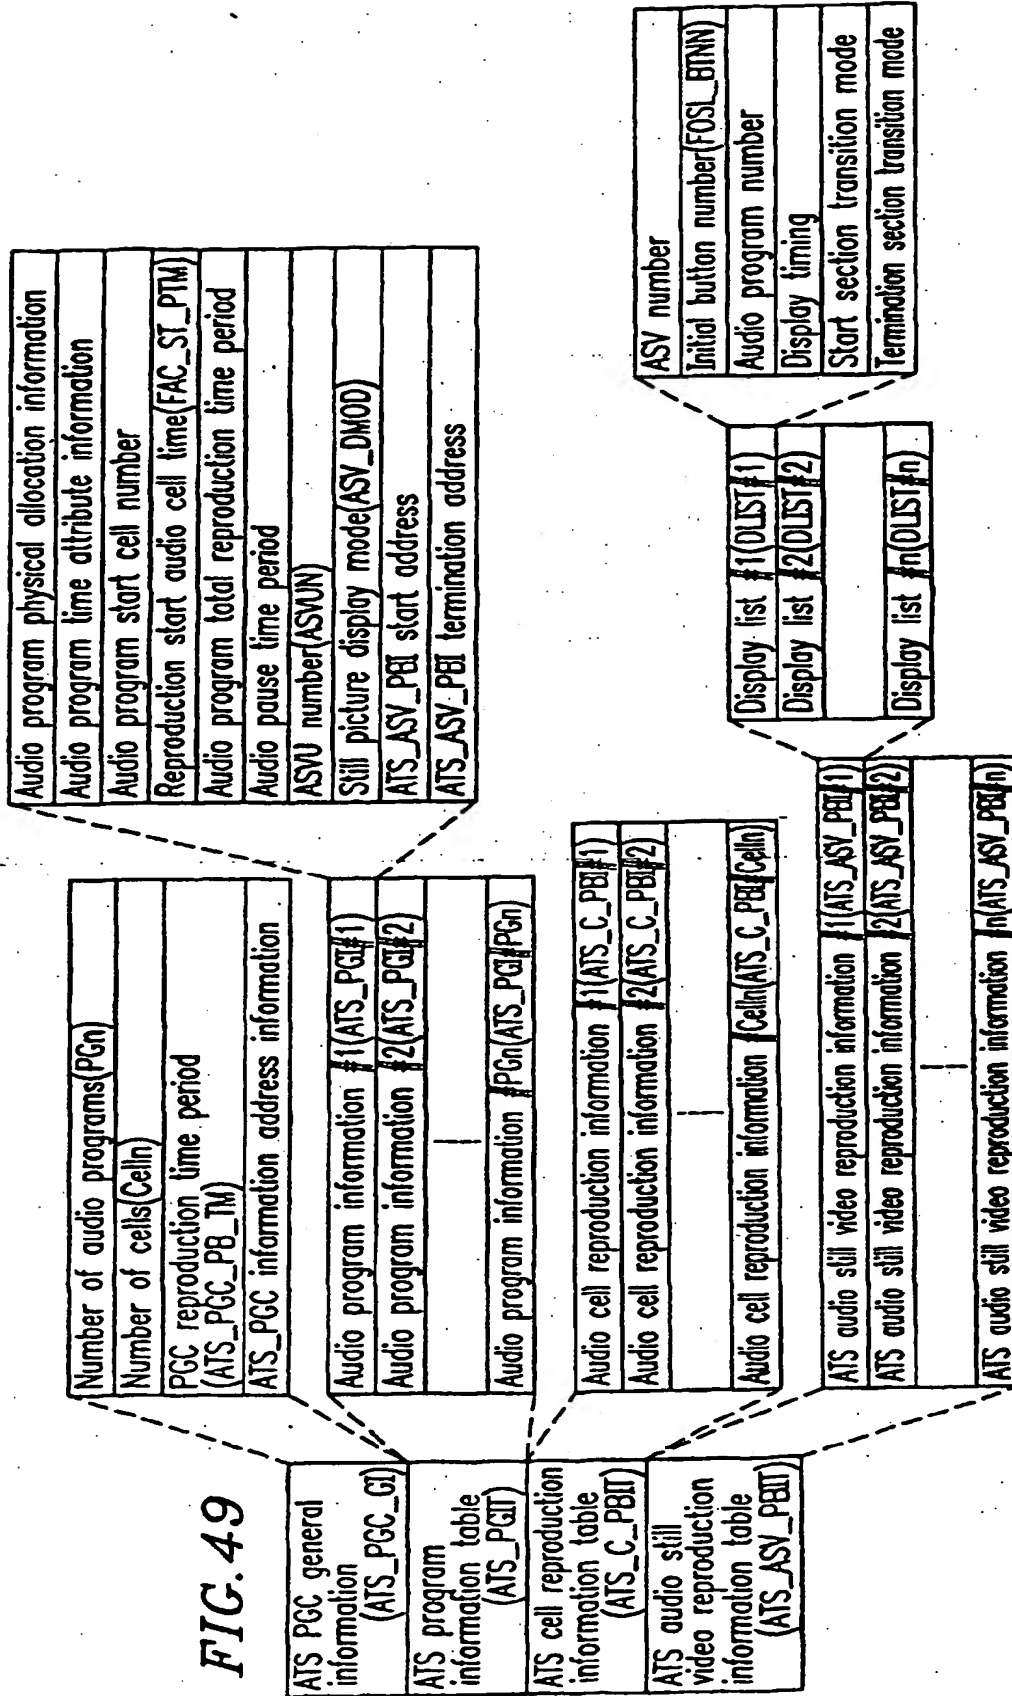 FIG. 49
ATS PGC general
information
(ATS_PGC_GI)
ATS program
information table
(ATS_PGIT)
ATS cell reproduction
information table
(ATS_C_PBIT)
ATS audio still
video reproduction
information table
(ATS_ASV_PBIT)
Number of audio programs(PGn)
Number of cells(Celln)
PGC reproduction time period
(ATS_PGC_PB_TM)
ATS_PGC information address information
Audio program information #1(ATS_PGI#1)
Audio program information #2(ATS_PGI#2)
Audio program information #PGn(ATS_PGI#PGn)
Audio cell reproduction information #1(ATS_C_PBI#1)
Audio cell reproduction information #2(ATS_C_PBI#2)
Audio cell reproduction information #Celln(ATS_C_PBI#Celln)
ATS audio still video reproduction information #1(ATS_ASV_PBI#1)
ATS audio still video reproduction information #2(ATS_ASV_PBI#2)
ATS audio still video reproduction information #n(ATS_ASV_PBI#n)
Audio program physical allocation information
Audio program time attribute information
Audio program start cell number
Reproduction start audio cell time(FAC_ST_PTM)
Audio program total reproduction time period
Audio pause time period
ASVU number(ASVUN)
Still picture display mode(ASV_DMOD)
ATS_ASV_PBI start address
ATS_ASV_PBI termination address
Display list #1(DLIST#1)
Display list #2(DLIST#2)
Display list #n(DLIST#n)
ASV number
Initial button number(FOSL_BTNN)
Audio program number
Display timing
Start section transition mode
Termination section transition mode